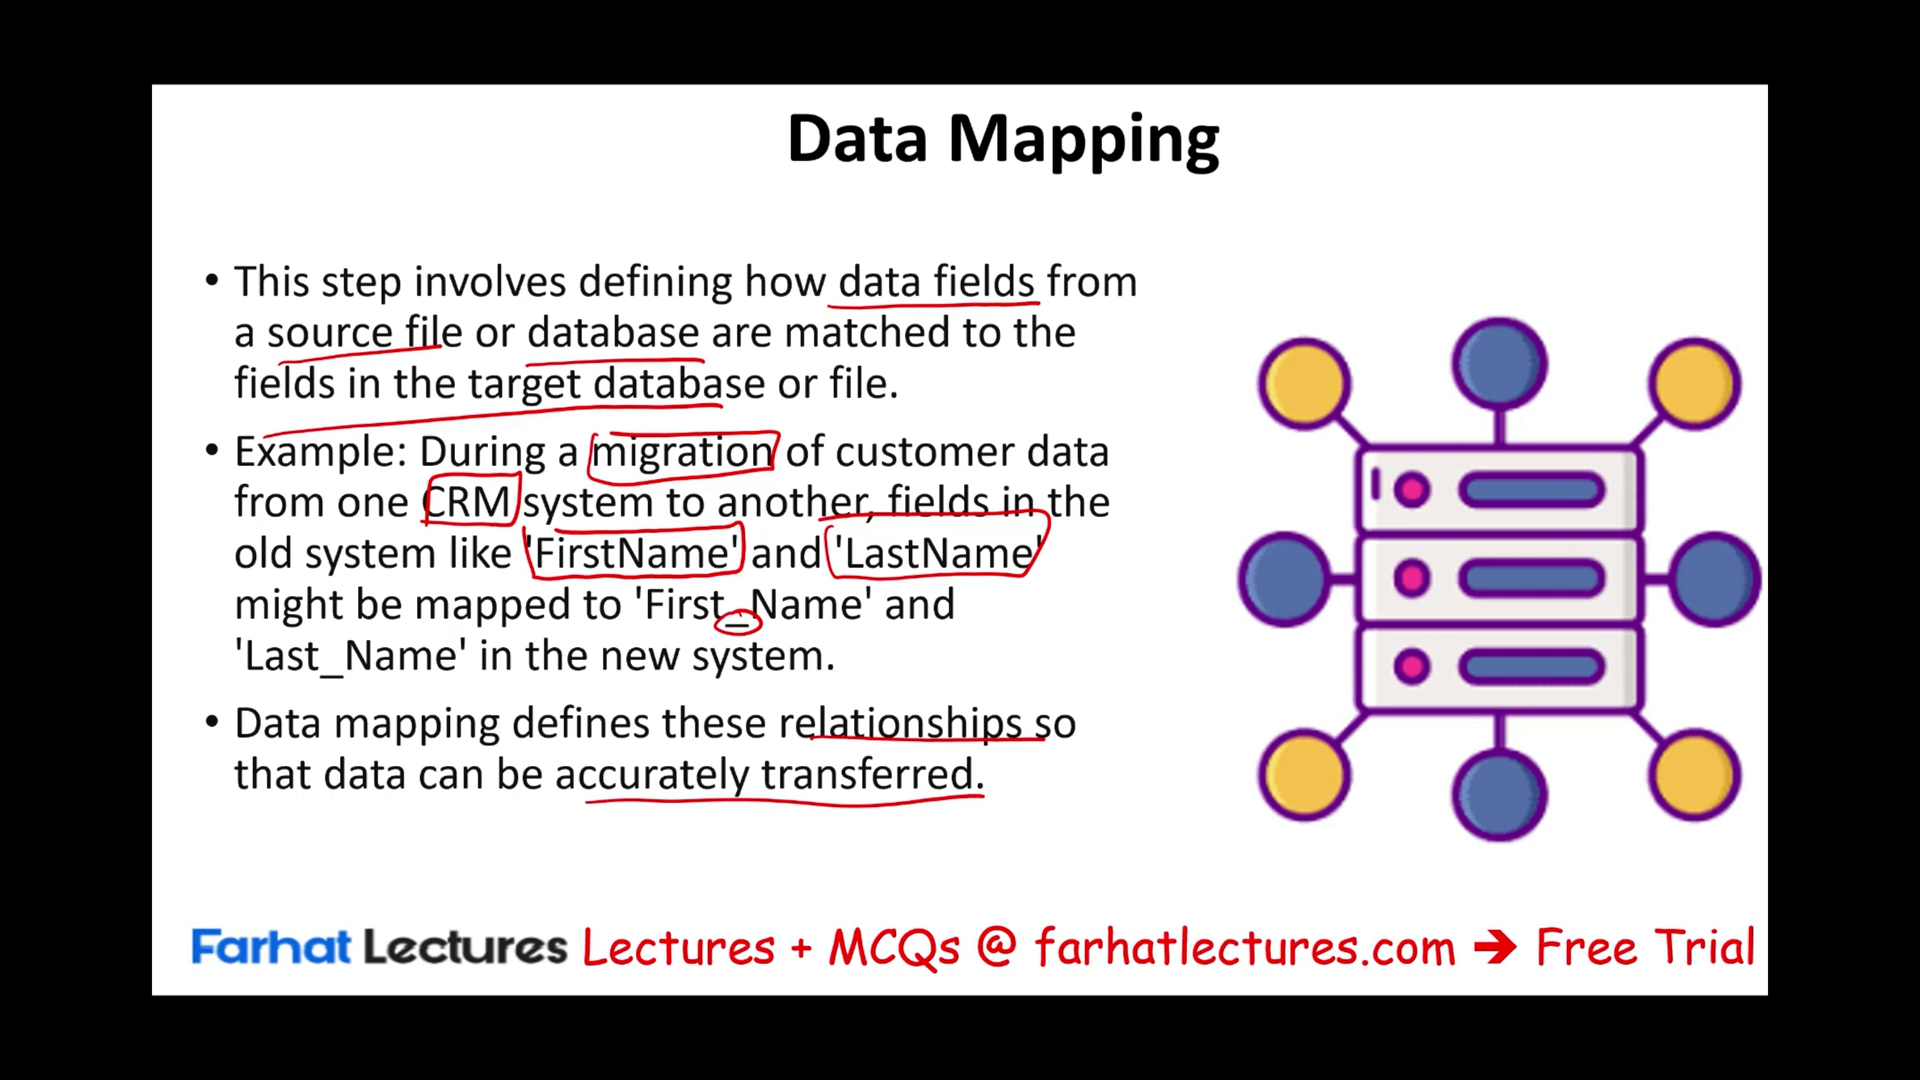 Data Mapping
• This step involves defining how data fields from
a source file or database are matched to the
fields in the target database or file.
• Example: During a migration of customer data
from one CRM system to another, fields in the
old system like 'FirstName' and 'LastName'
might be mapped to 'First_Name' and
'Last_Name' in the new system.
• Data mapping defines these relationships so
that data can be accurately transferred.
Farhat Lectures Lectures + MCQs @ farhatlectures.com ➔ Free Trial